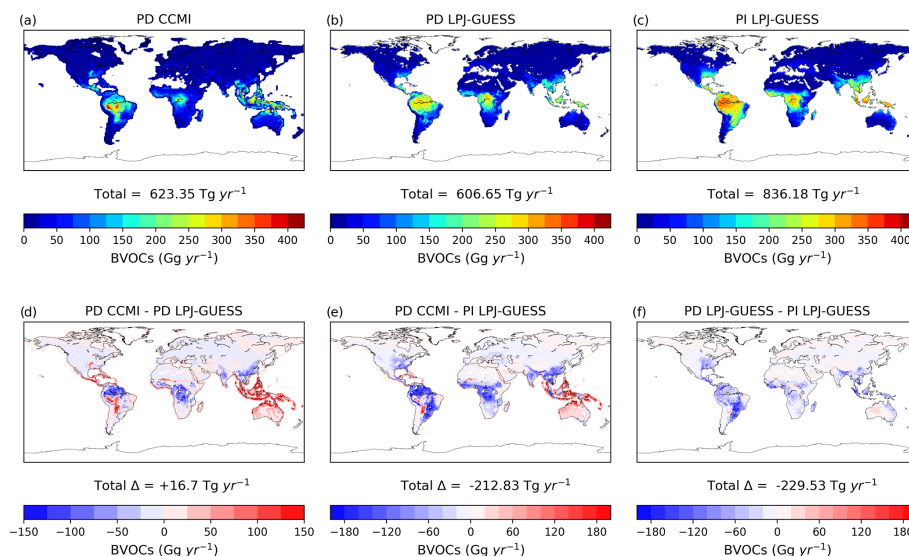 (a) PD CCMI
(b) PD LPJ-GUESS
(c) PI LPJ-GUESS
Total = 623.35 Tg yr⁻¹
Total = 606.65 Tg yr⁻¹
Total = 836.18 Tg yr⁻¹
0 50 100 150 200 250 300 350 400
0 50 100 150 200 250 300 350 400
0 50 100 150 200 250 300 350 400
BVOCs (Gg yr⁻¹)
BVOCs (Gg yr⁻¹)
BVOCs (Gg yr⁻¹)
(d) PD CCMI - PD LPJ-GUESS
(e) PD CCMI - PI LPJ-GUESS
(f) PD LPJ-GUESS - PI LPJ-GUESS
Total Δ = +16.7 Tg yr⁻¹
Total Δ = -212.83 Tg yr⁻¹
Total Δ = -229.53 Tg yr⁻¹
−150 −100 −50 0 50 100 150
−180 −120 −60 0 60 120 180
−180 −120 −60 0 60 120 180
BVOCs (Gg yr⁻¹)
BVOCs (Gg yr⁻¹)
BVOCs (Gg yr⁻¹)